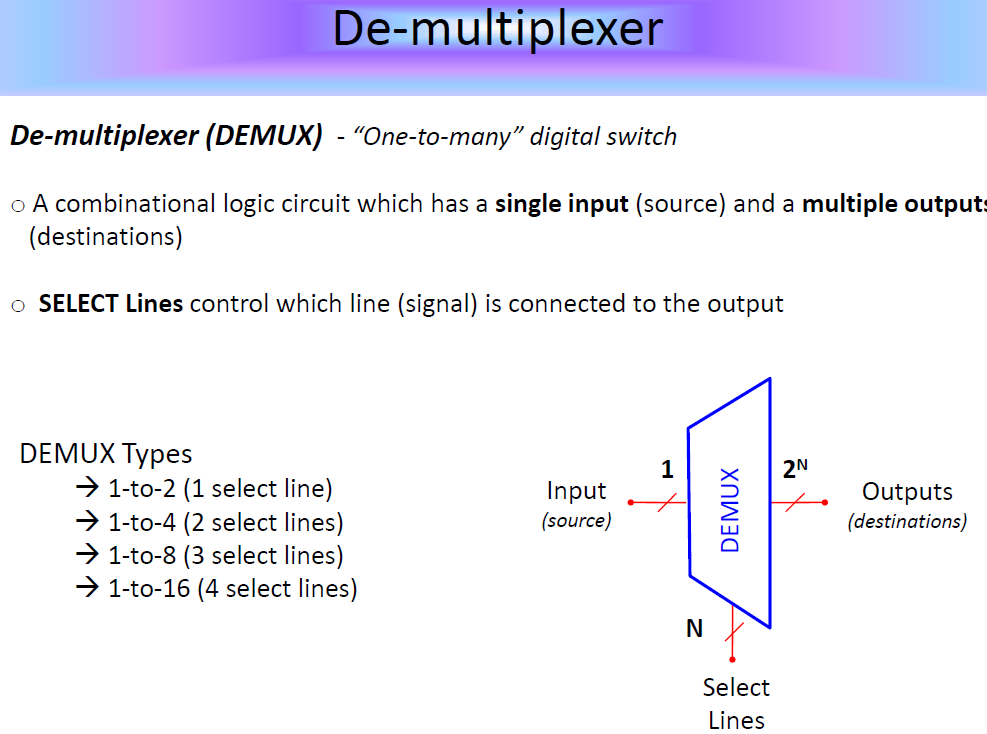 De-multiplexer
De-multiplexer (DEMUX) - “One-to-many” digital switch
○ A combinational logic circuit which has a single input (source) and a multiple outputs
(destinations)
○ SELECT Lines control which line (signal) is connected to the output
DEMUX Types
→ 1-to-2 (1 select line)
→ 1-to-4 (2 select lines)
→ 1-to-8 (3 select lines)
→ 1-to-16 (4 select lines)
Input
(source)
1
DEMUX
2ᴺ
Outputs
(destinations)
N
Select
Lines